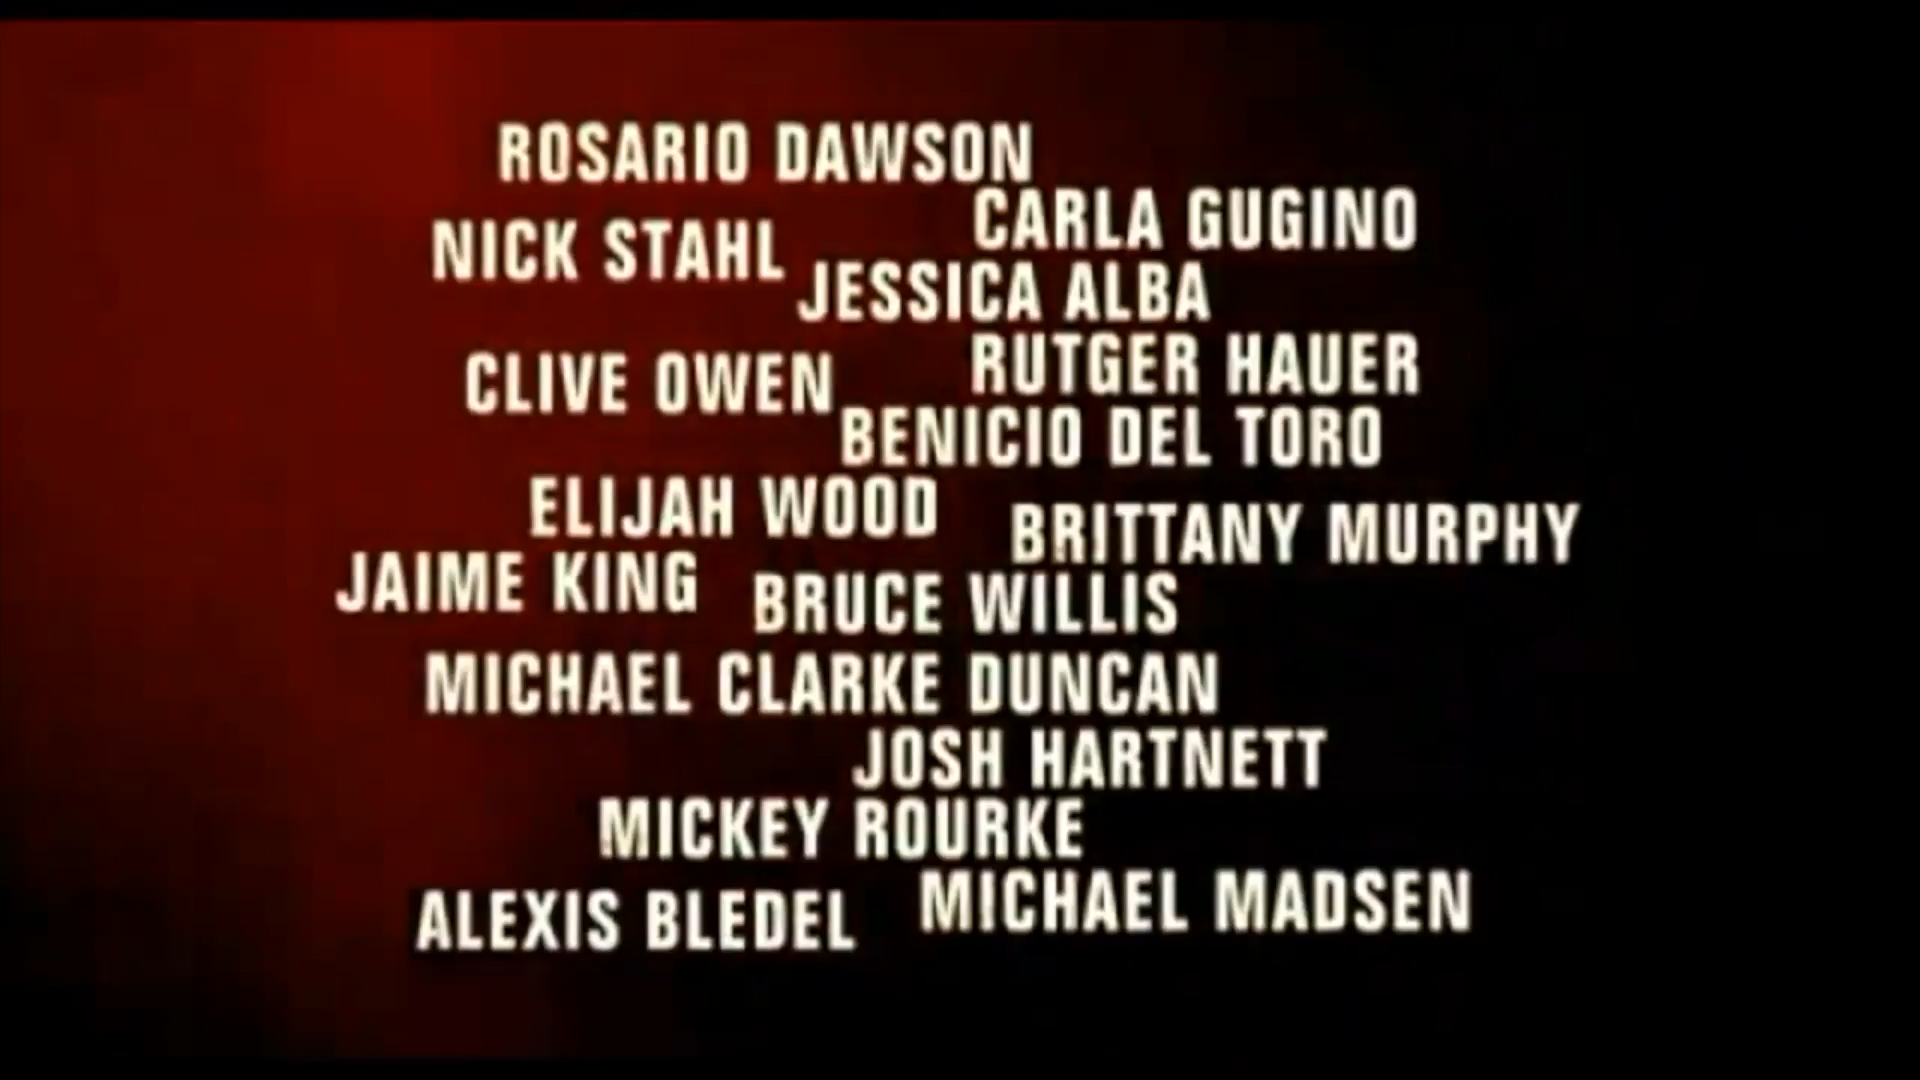 ROSARIO DAWSON
CARLA GUGINO
NICK STAHL
JESSICA ALBA
RUTGER HAUER
CLIVE OWEN
BENICIO DEL TORO
ELIJAH WOOD
BRITTANY MURPHY
JAIME KING
BRUCE WILLIS
MICHAEL CLARKE DUNCAN
JOSH HARTNETT
MICKEY ROURKE
MICHAEL MADSEN
ALEXIS BLEDEL